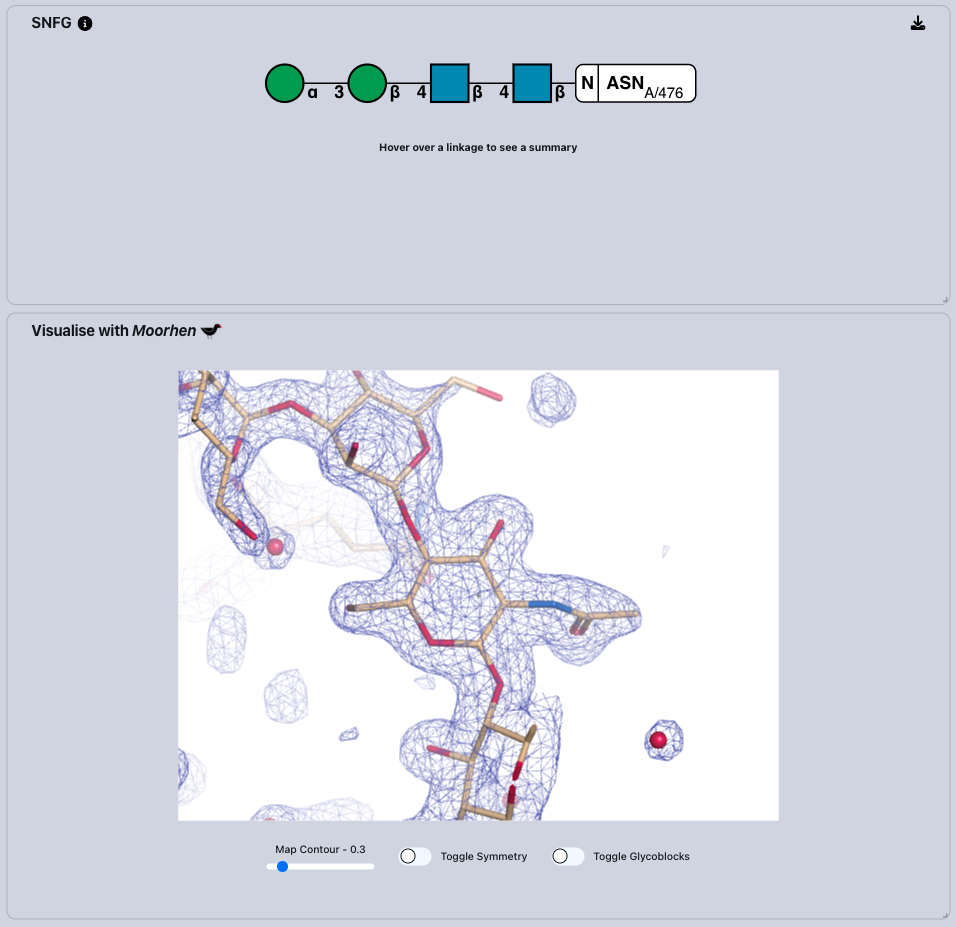 SNFG
α 3 β 4 β 4 β N ASN A/476
Hover over a linkage to see a summary
Visualise with Moorhen
Map Contour - 0.3
Toggle Symmetry
Toggle Glycoblocks